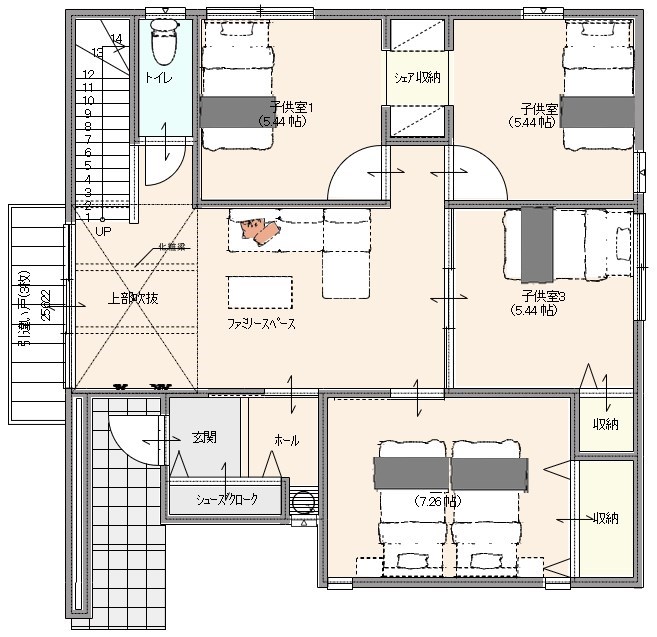 14
13
12
11
10
9
8
7
6
5
4
3
2
1
UP
トイレ
子供室1
(5.44帖)
シェア収納
子供室
(5.44帖)
化粧梁
上部吹抜
ファミリースペース
子供室3
(5.44帖)
引違い戸(3枚)
25622
玄関
ホール
シューズクローク
収納
(7.26帖)
収納